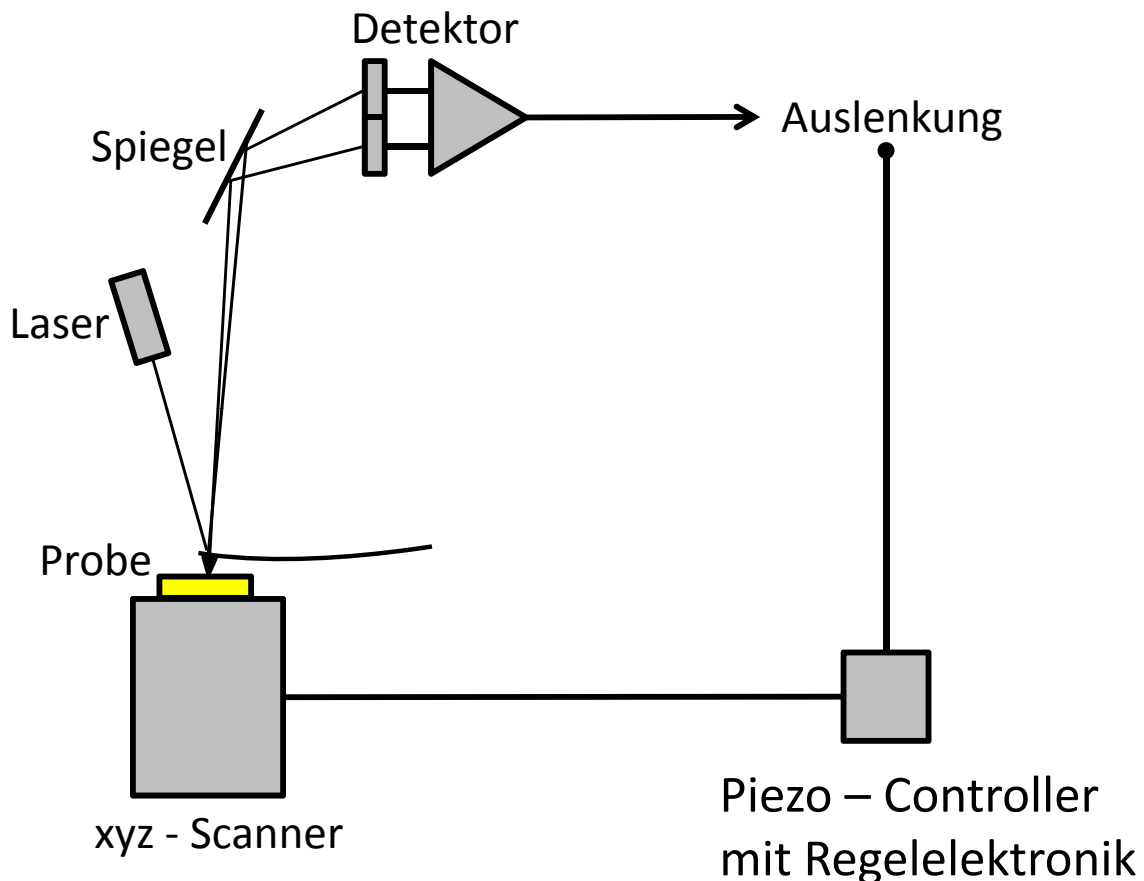 Detektor
Auslenkung
Spiegel
Laser
Probe
xyz - Scanner
Piezo – Controller
mit Regelelektronik